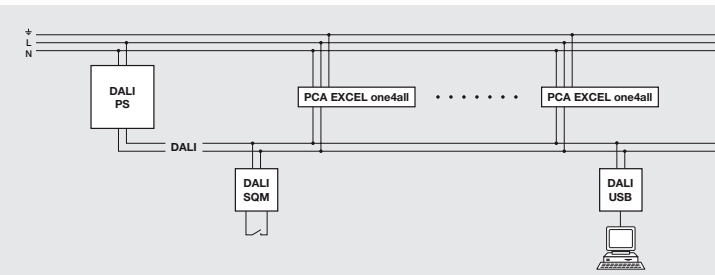 L
N
DALI
PS
PCA EXCEL one4all
PCA EXCEL one4all
DALI
DALI
SQM
DALI
USB